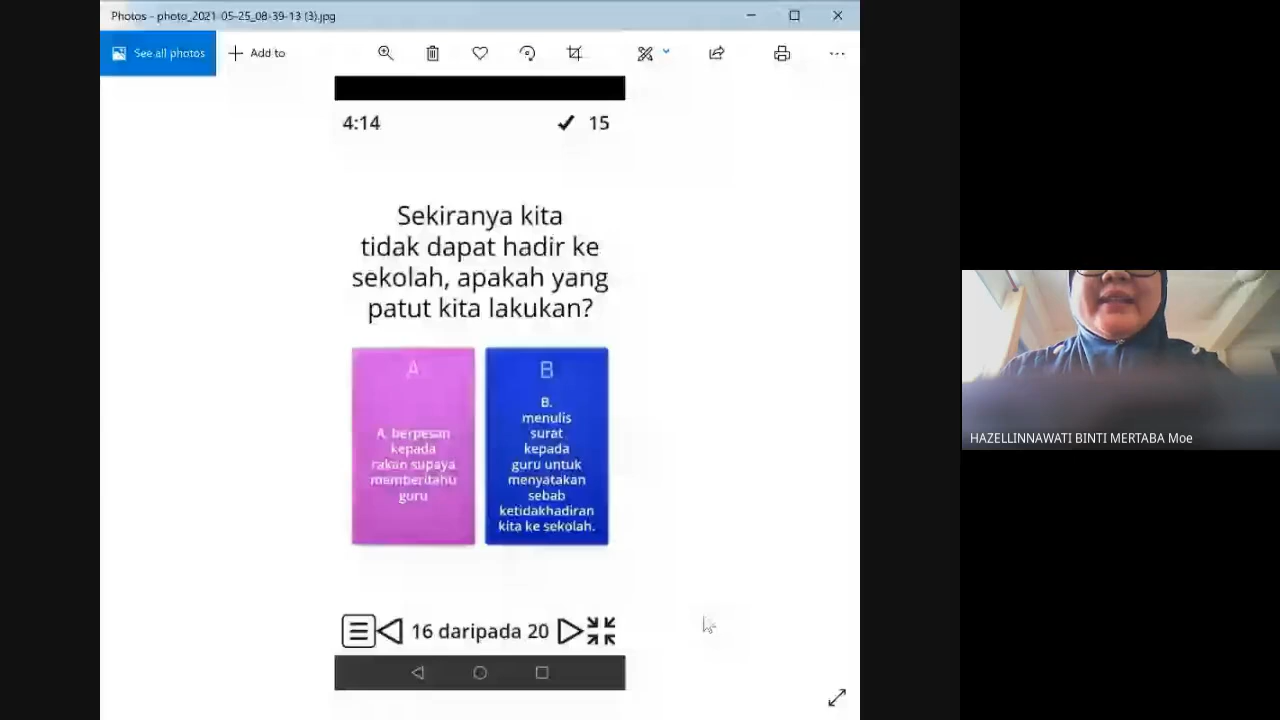 Photos - photo_2021-05-25_08-39-13 (3).jpg
See all photos
Add to
4:14
15
Sekiranya kita
tidak dapat hadir ke
sekolah, apakah yang
patut kita lakukan?
A
A. berpesan
kepada
rakan supaya
memberitahu
guru
B
B.
menulis
surat
kepada
guru untuk
menyatakan
sebab
ketidakhadiran
kita ke sekolah.
16 daripada 20
HAZELLINNAWATI BINTI MERTABA Moe